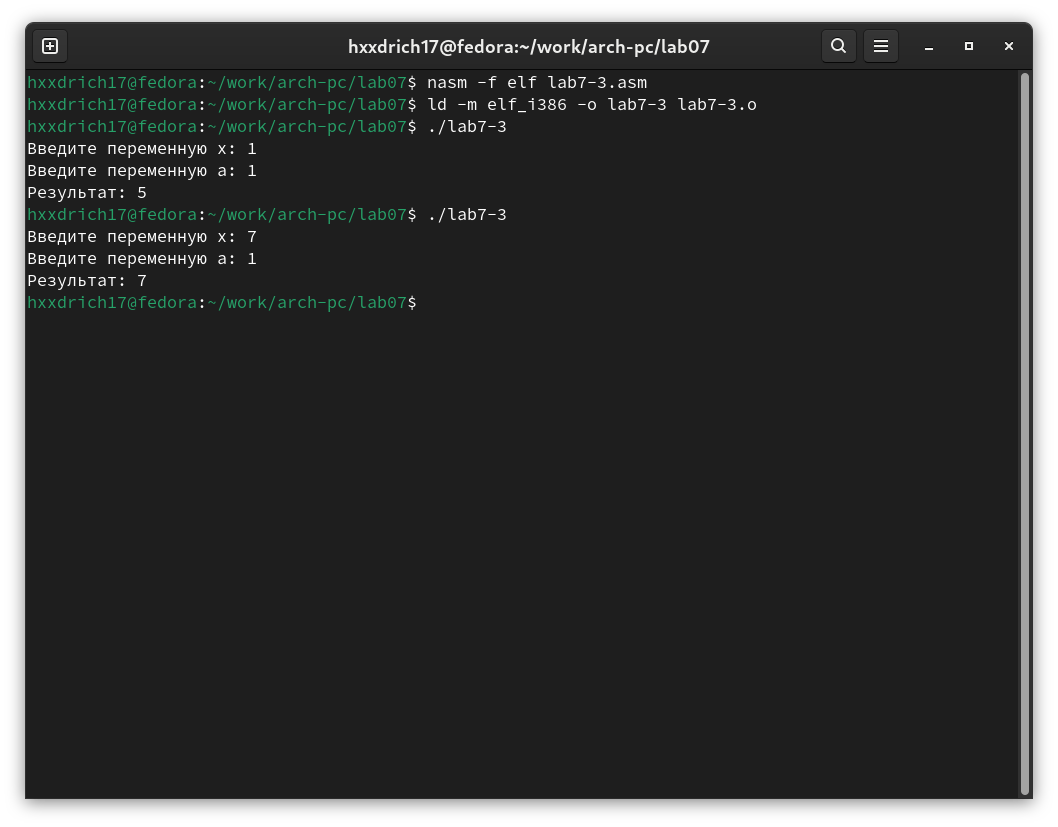 hxxdrich17@fedora:~/work/arch-pc/lab07
hxxdrich17@fedora:~/work/arch-pc/lab07$ nasm -f elf lab7-3.asm
hxxdrich17@fedora:~/work/arch-pc/lab07$ ld -m elf_i386 -o lab7-3 lab7-3.o
hxxdrich17@fedora:~/work/arch-pc/lab07$ ./lab7-3
Введите переменную x: 1
Введите переменную a: 1
Результат: 5
hxxdrich17@fedora:~/work/arch-pc/lab07$ ./lab7-3
Введите переменную x: 7
Введите переменную a: 1
Результат: 7
hxxdrich17@fedora:~/work/arch-pc/lab07$